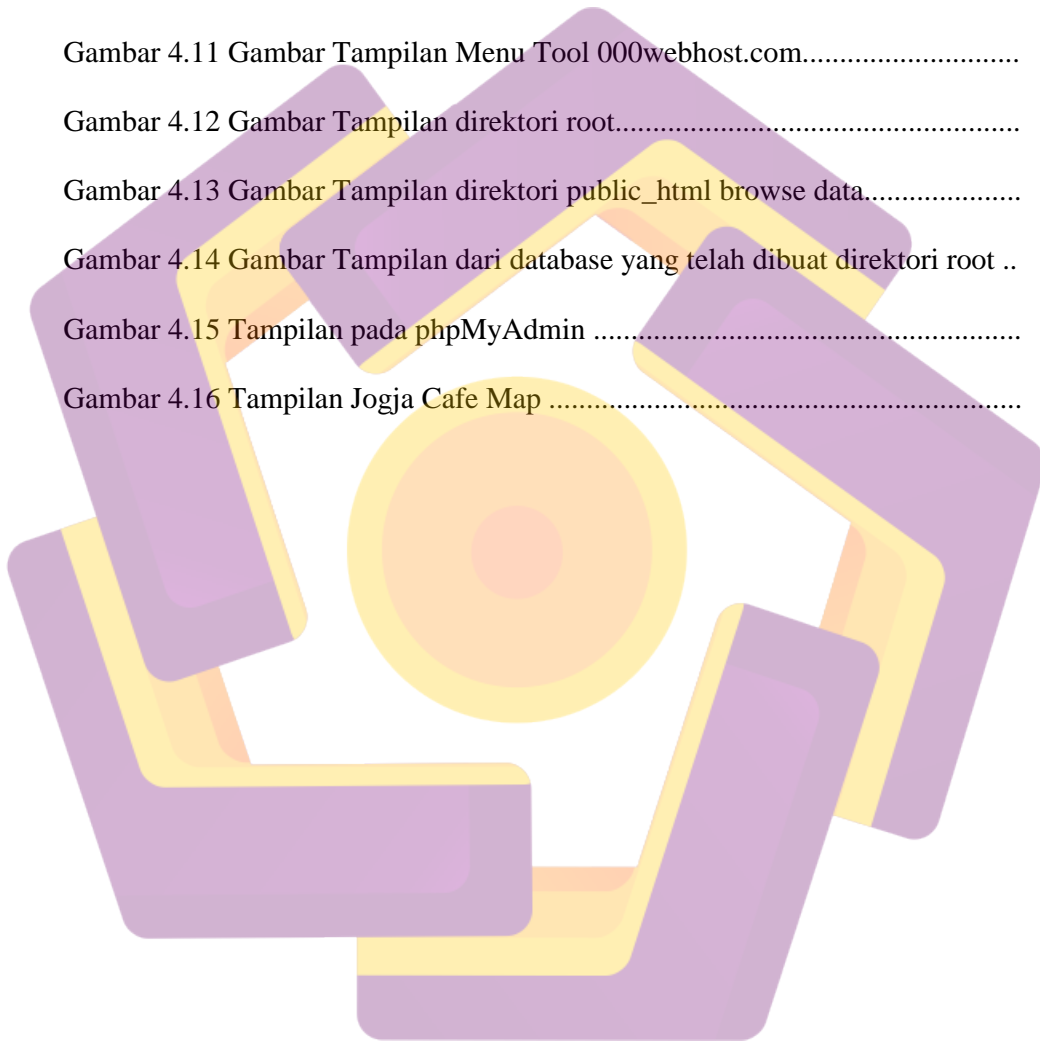 Gambar 4.11 Gambar Tampilan Menu Tool 000webhost.com.............................
Gambar 4.12 Gambar Tampilan direktori root.......................................................
Gambar 4.13 Gambar Tampilan direktori public_html browse data.....................
Gambar 4.14 Gambar Tampilan dari database yang telah dibuat direktori root ..
Gambar 4.15 Tampilan pada phpMyAdmin ..........................................................
Gambar 4.16 Tampilan Jogja Cafe Map ................................................................